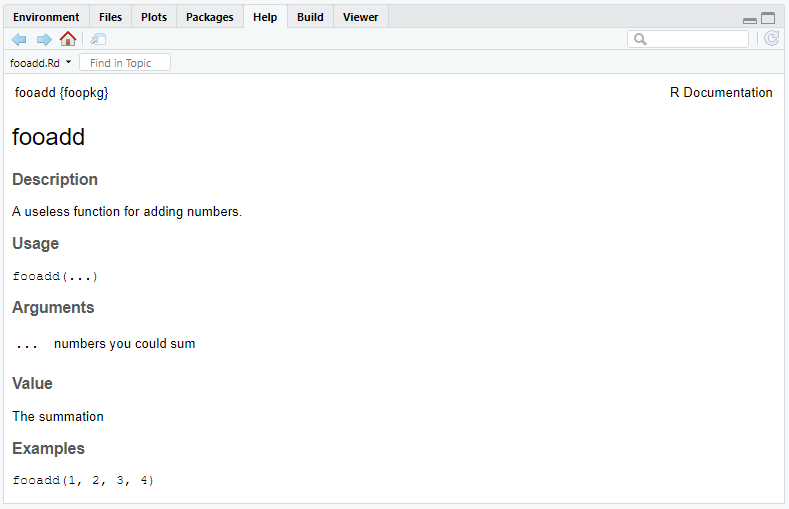 Environment Files Plots Packages Help Build Viewer
fooadd.Rd Find in Topic
fooadd {foopkg} R Documentation
fooadd
Description
A useless function for adding numbers.
Usage
fooadd(...)
Arguments
... numbers you could sum
Value
The summation
Examples
fooadd(1, 2, 3, 4)